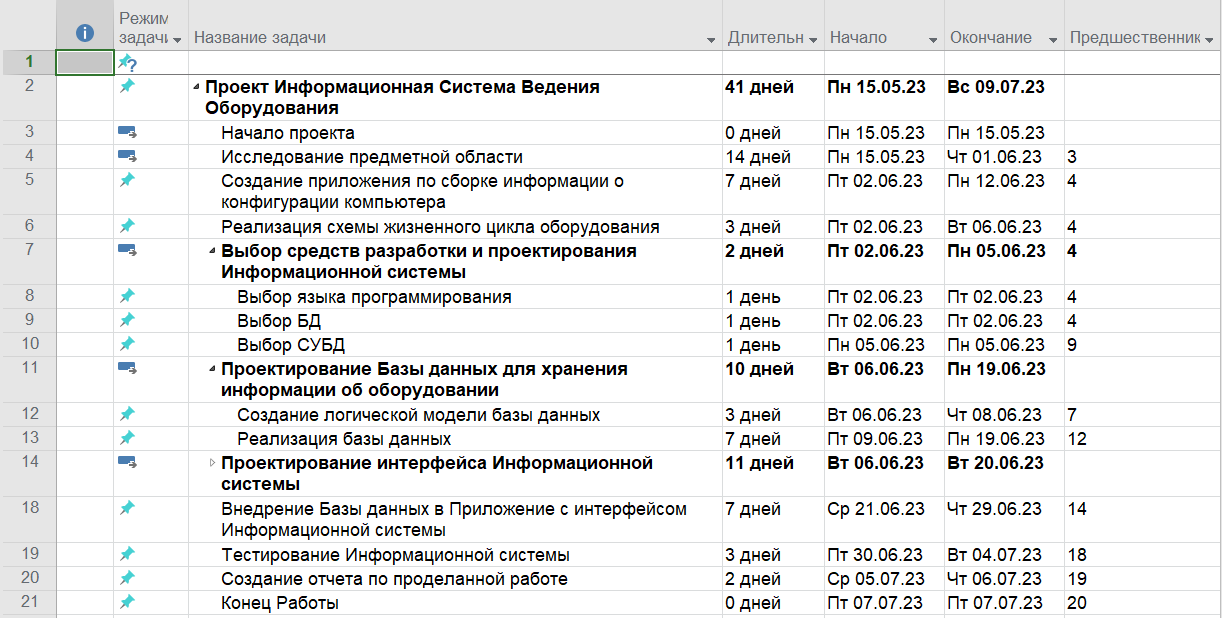 Режим
задачи Название задачи Длительн Начало Окончание Предшественник
1
2 Проект Информационная Система Ведения 41 дней Пн 15.05.23 Вс 09.07.23
Оборудования
3 Начало проекта 0 дней Пн 15.05.23 Пн 15.05.23
4 Исследование предметной области 14 дней Пн 15.05.23 Чт 01.06.23 3
5 Создание приложения по сборке информации о 7 дней Пт 02.06.23 Пн 12.06.23 4
конфигурации компьютера
6 Реализация схемы жизненного цикла оборудования 3 дней Пт 02.06.23 Вт 06.06.23 4
7 Выбор средств разработки и проектирования 2 дней Пт 02.06.23 Пн 05.06.23 4
Информационной системы
8 Выбор языка программирования 1 день Пт 02.06.23 Пт 02.06.23 4
9 Выбор БД 1 день Пт 02.06.23 Пт 02.06.23 4
10 Выбор СУБД 1 день Пн 05.06.23 Пн 05.06.23 9
11 Проектирование Базы данных для хранения 10 дней Вт 06.06.23 Пн 19.06.23
информации об оборудовании
12 Создание логической модели базы данных 3 дней Вт 06.06.23 Чт 08.06.23 7
13 Реализация базы данных 7 дней Пт 09.06.23 Пн 19.06.23 12
14 Проектирование интерфейса Информационной 11 дней Вт 06.06.23 Вт 20.06.23
системы
18 Внедрение Базы данных в Приложение с интерфейсом 7 дней Ср 21.06.23 Чт 29.06.23 14
Информационной системы
19 Тестирование Информационной системы 3 дней Пт 30.06.23 Вт 04.07.23 18
20 Создание отчета по проделанной работе 2 дней Ср 05.07.23 Чт 06.07.23 19
21 Конец Работы 0 дней Пт 07.07.23 Пт 07.07.23 20